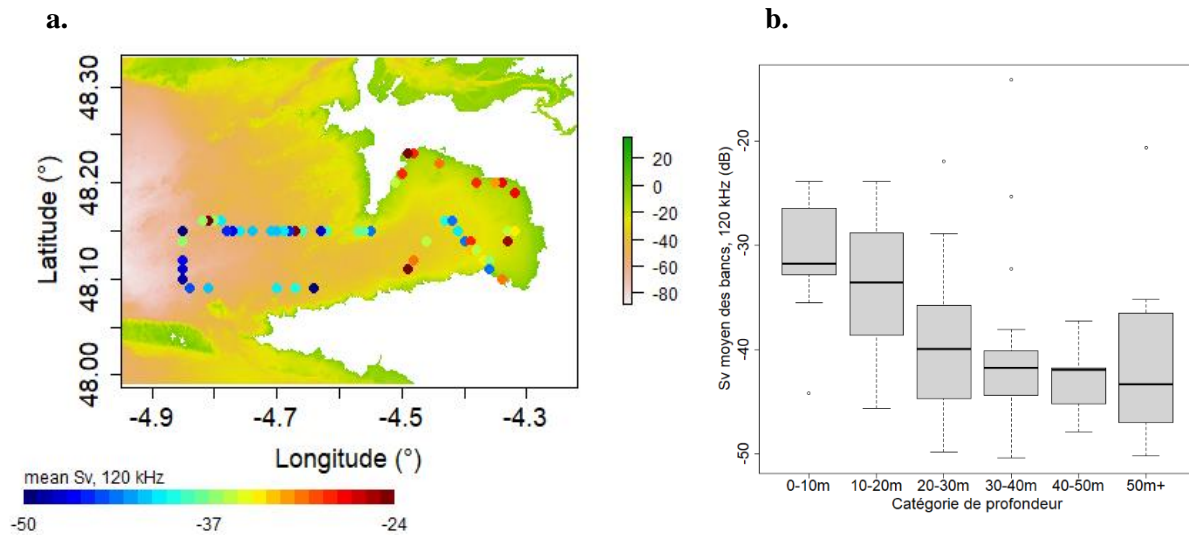 a.
48.30
48.20
48.10
48.00
Latitude (°)
-4.9
-4.7
-4.5
-4.3
Longitude (°)
20
0
-20
-40
-60
-80
mean Sv, 120 kHz
-50
-37
-24
b.
-20
-30
-40
-50
Sv moyen des bancs, 120 kHz (dB)
0-10m
10-20m
20-30m
30-40m
40-50m
50m+
Catégorie de profondeur